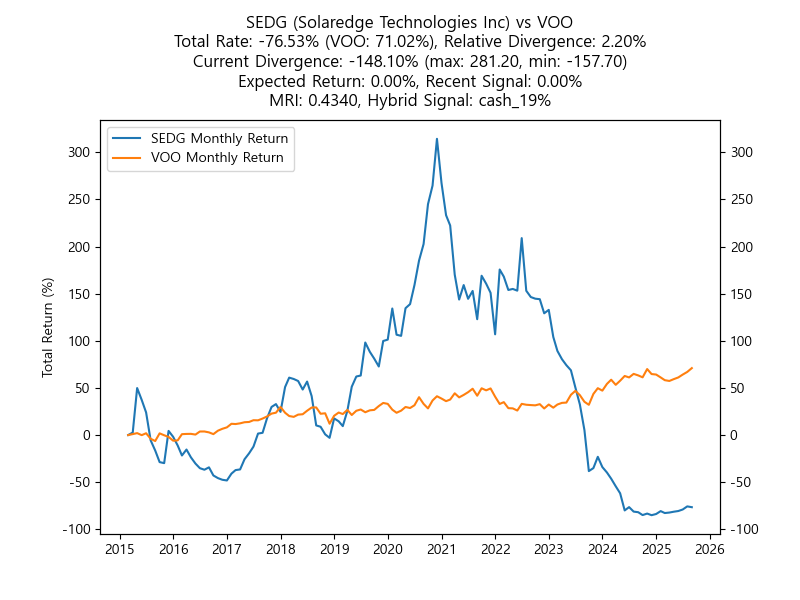 SEDG (Solaredge Technologies Inc) vs VOO
Total Rate: -76.53% (VOO: 71.02%), Relative Divergence: 2.20%
Current Divergence: -148.10% (max: 281.20, min: -157.70)
Expected Return: 0.00%, Recent Signal: 0.00%
MRI: 0.4340, Hybrid Signal: cash_19%
SEDG Monthly Return
VOO Monthly Return
Total Return (%)
300
250
200
150
100
50
0
-50
-100
300
250
200
150
100
50
0
-50
-100
2015 2016 2017 2018 2019 2020 2021 2022 2023 2024 2025 2026